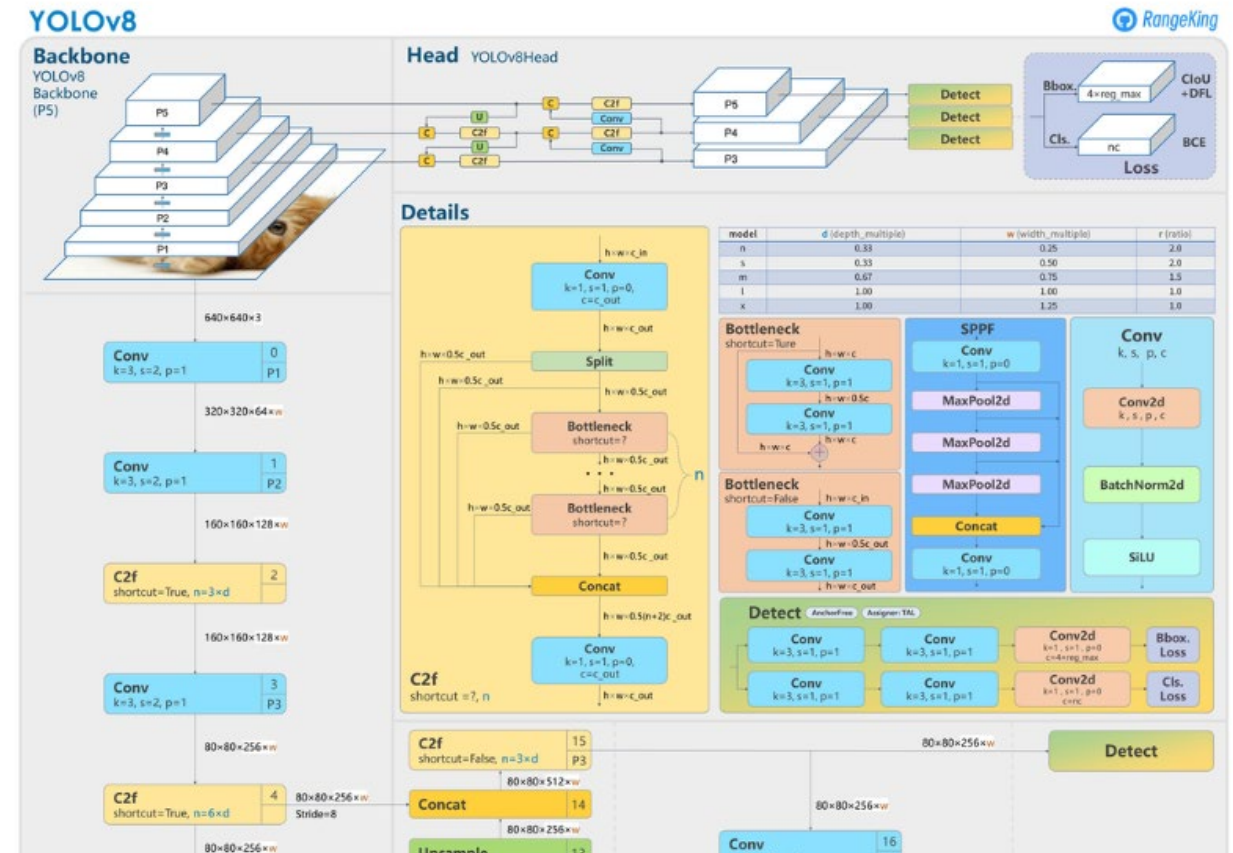 YOLOv8
RangeKing
Backbone
YOLOv8
Backbone
(P5)
P5
P4
P3
P2
P1
Head YOLOv8Head
C
C2f
U
Conv
C
C2f
C
C2f
U
Conv
C
C2f
P5
P4
P3
Detect
Detect
Detect
Bbox.
4×reg_max
CIoU
+DFL
Cls.
nc
BCE
Loss
640×640×3
Conv
k=3, s=2, p=1
0
P1
320×320×64×w
Conv
k=3, s=2, p=1
1
P2
160×160×128×w
C2f
shortcut=True, n=3×d
2
160×160×128×w
Conv
k=3, s=2, p=1
3
P3
80×80×256×w
C2f
shortcut=True, n=6×d
4
80×80×256×w
80×80×256×w
Stride=8
Details
h×w×c_in
Conv
k=1, s=1, p=0,
c=c_out
h×w×c_out
h×w×0.5c_out
Split
h×w×0.5c_out
h×w×0.5c_out
h×w×0.5c_out
Bottleneck
shortcut=?
h×w×0.5c_out
...
n
h×w×0.5c_out
h×w×0.5c_out
Bottleneck
shortcut=?
h×w×0.5c_out
Concat
h×w×0.5(n+2)c_out
Conv
k=1, s=1, p=0,
c=c_out
C2f
shortcut =?, n
h×w×c_out
model d (depth_multiple) w (width_multiple) r (ratio)
n 0.33 0.25 2.0
s 0.33 0.50 2.0
m 0.67 0.75 1.5
l 1.00 1.00 1.0
x 1.00 1.25 1.0
Bottleneck
shortcut=Ture
h×w×c
Conv
k=3, s=1, p=1
h×w×0.5c
Conv
k=3, s=1, p=1
h×w×c
h×w×c
+
Bottleneck
shortcut=False
h×w×c_in
Conv
k=3, s=1, p=1
h×w×0.5c_out
Conv
k=3, s=1, p=1
h×w×c_out
SPPF
Conv
k=1, s=1, p=0
MaxPool2d
MaxPool2d
MaxPool2d
Concat
Conv
k=1, s=1, p=0
Conv
k, s, p, c
Conv2d
k, s, p, c
BatchNorm2d
SiLU
Detect AnchorFree Assigner: TAL
Conv
k=3, s=1, p=1
Conv
k=3, s=1, p=1
Conv2d
k=1, s=1, p=0
c=4×reg_max
Bbox.
Loss
Conv
k=3, s=1, p=1
Conv
k=3, s=1, p=1
Conv2d
k=1, s=1, p=0
c=nc
Cls.
Loss
C2f
shortcut=False, n=3×d
15
P3
80×80×512×w
Concat
14
80×80×256×w
Upsample
13
80×80×256×w
Detect
80×80×256×w
Conv
16